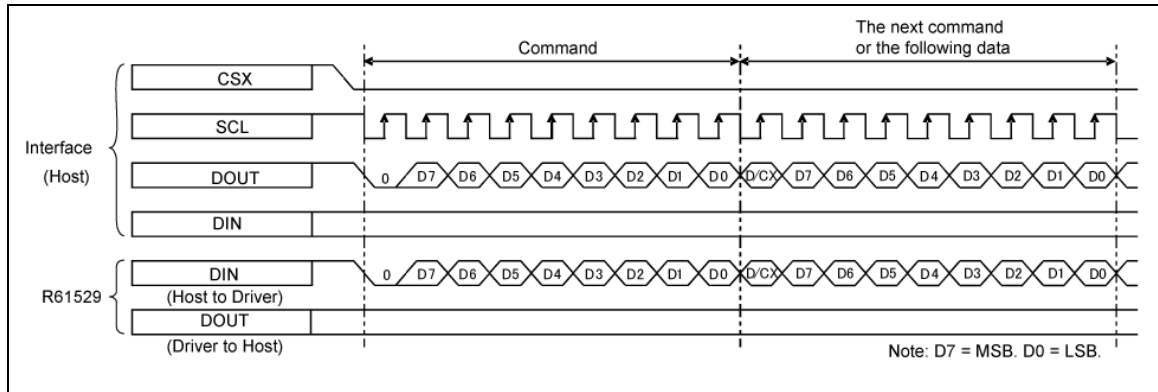 The next command
or the following data
Command
CSX
SCL
Interface
(Host)
DOUT
0 D7 D6 D5 D4 D3 D2 D1 D0 D/CX D7 D6 D5 D4 D3 D2 D1 D0
DIN
R61529
DIN
(Host to Driver)
0 D7 D6 D5 D4 D3 D2 D1 D0 D/CX D7 D6 D5 D4 D3 D2 D1 D0
DOUT
(Driver to Host)
Note: D7 = MSB. D0 = LSB.